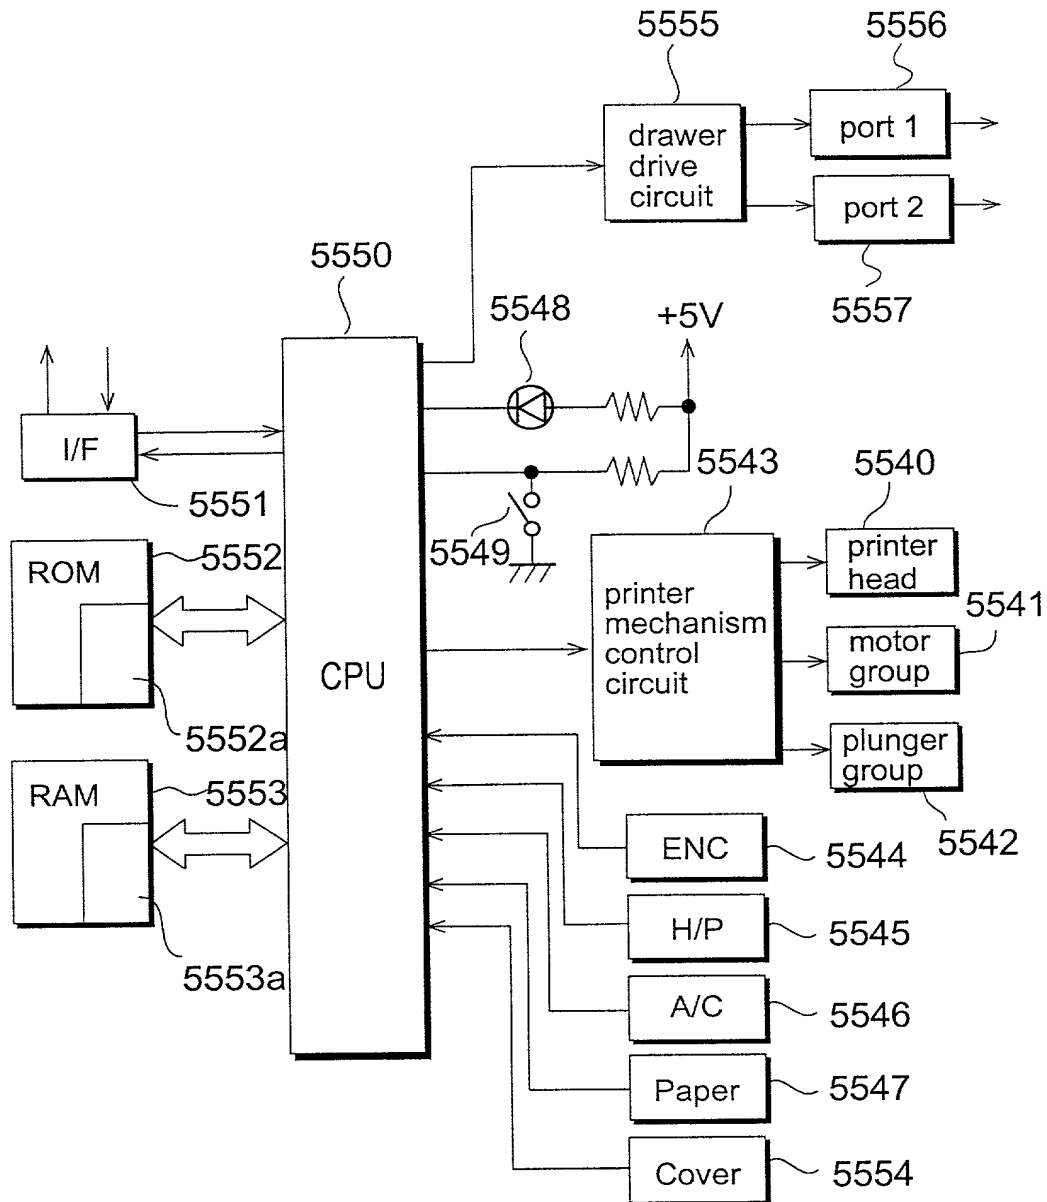 5555
5556
drawer
drive
circuit
port 1
port 2
5557
5550
5548
+5V
I/F
5551
5549
5543
5540
ROM
5552
5552a
CPU
printer
mechanism
control
circuit
printer
head
5541
motor
group
plunger
group
5542
RAM
5553
5553a
ENC
5544
H/P
5545
A/C
5546
Paper
5547
Cover
5554